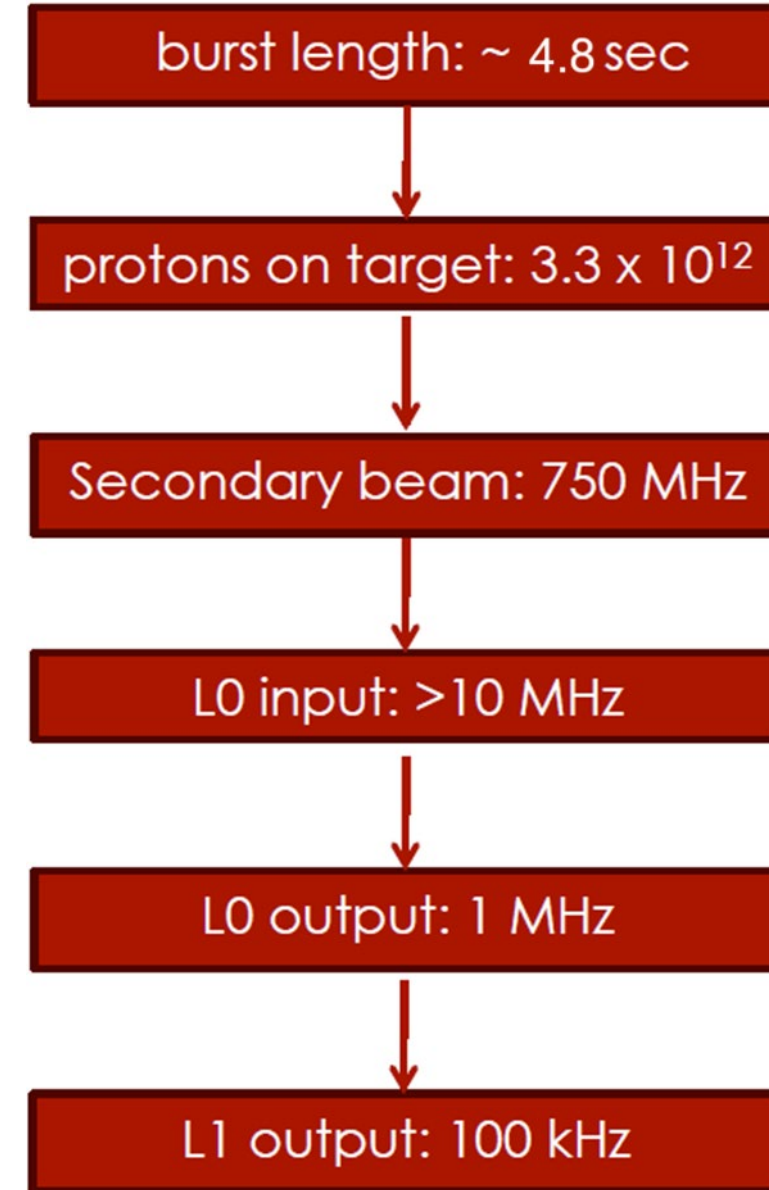 burst length: ~ 4.8 sec
protons on target: 3.3 x 10¹²
Secondary beam: 750 MHz
L0 input: >10 MHz
L0 output: 1 MHz
L1 output: 100 kHz